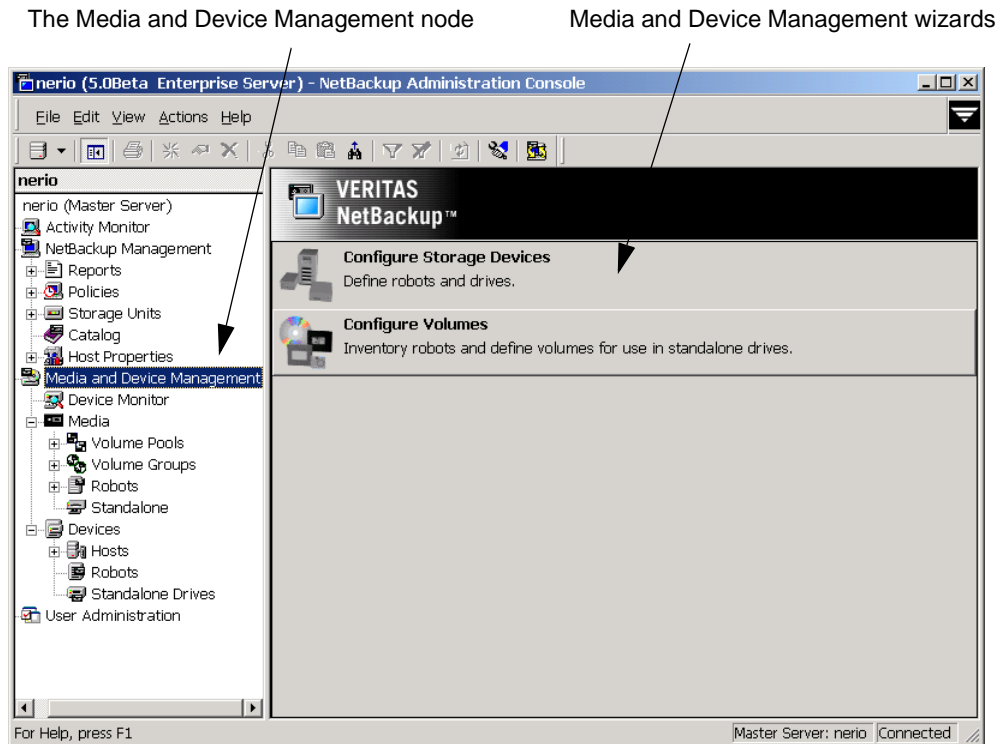 The Media and Device Management node
Media and Device Management wizards
nerio (5.0Beta Enterprise Server) - NetBackup Administration Console
File Edit View Actions Help
nerio
nerio (Master Server)
Activity Monitor
NetBackup Management
Reports
Policies
Storage Units
Catalog
Host Properties
Media and Device Management
Device Monitor
Media
Volume Pools
Volume Groups
Robots
Standalone
Devices
Hosts
Robots
Standalone Drives
User Administration
VERITAS
NetBackup™
Configure Storage Devices
Define robots and drives.
Configure Volumes
Inventory robots and define volumes for use in standalone drives.
For Help, press F1
Master Server: nerio
Connected